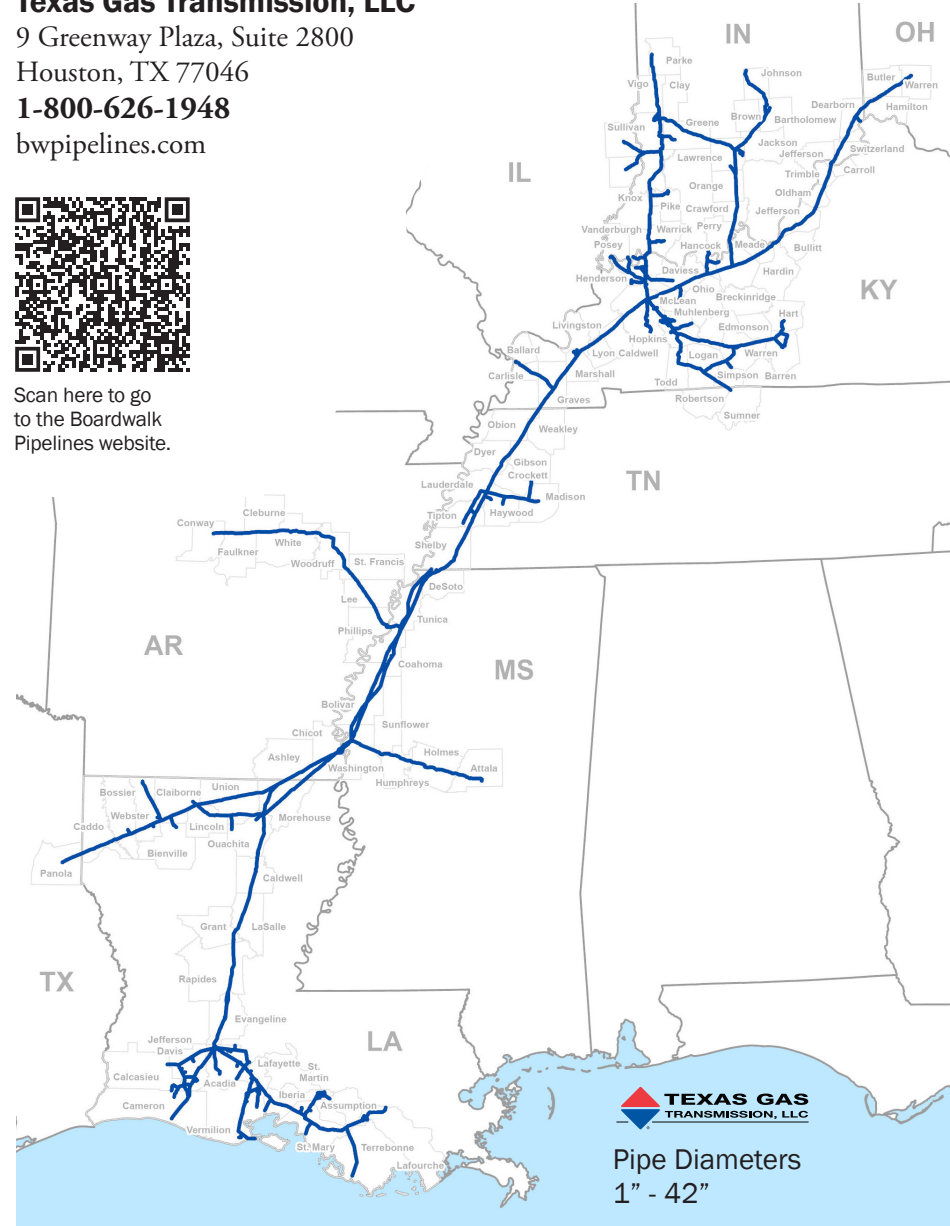 Texas Gas Transmission, LLC
9 Greenway Plaza, Suite 2800
Houston, TX 77046
1-800-626-1948
bwpipelines.com
Scan here to go
to the Boardwalk
Pipelines website.
IN
OH
IL
KY
TN
AR
MS
TX
LA
Parke
Vigo
Clay
Johnson
Butler
Warren
Hamilton
Dearborn
Sullivan
Greene
Brown
Bartholomew
Jackson
Jefferson
Switzerland
Lawrence
Trimble
Carroll
Oldham
Orange
Knox
Pike
Crawford
Jefferson
Vanderburgh
Warrick
Perry
Posey
Hancock
Meade
Bullitt
Henderson
Daviess
Hardin
Ohio
McLean
Breckinridge
Muhlenberg
Hart
Livingston
Edmonson
Hopkins
Ballard
Lyon
Caldwell
Logan
Warren
Carlisle
Marshall
Todd
Simpson
Barren
Graves
Robertson
Sumner
Obion
Weakley
Dyer
Gibson
Crockett
Lauderdale
Madison
Tipton
Haywood
Shelby
Cleburne
Conway
White
Faulkner
Woodruff
St. Francis
DeSoto
Lee
Tunica
Phillips
Coahoma
Bolivar
Sunflower
Chicot
Holmes
Ashley
Washington
Attala
Humphreys
Union
Bossier
Claiborne
Webster
Morehouse
Caddo
Lincoln
Ouachita
Bienville
Panola
Caldwell
Grant
LaSalle
Rapides
Evangeline
Jefferson
Davis
Lafayette
St.
Martin
Calcasieu
Acadia
Iberia
Cameron
Assumption
Vermilion
St. Mary
Terrebonne
Lafourche
TEXAS GAS
TRANSMISSION, LLC
Pipe Diameters
1” - 42”